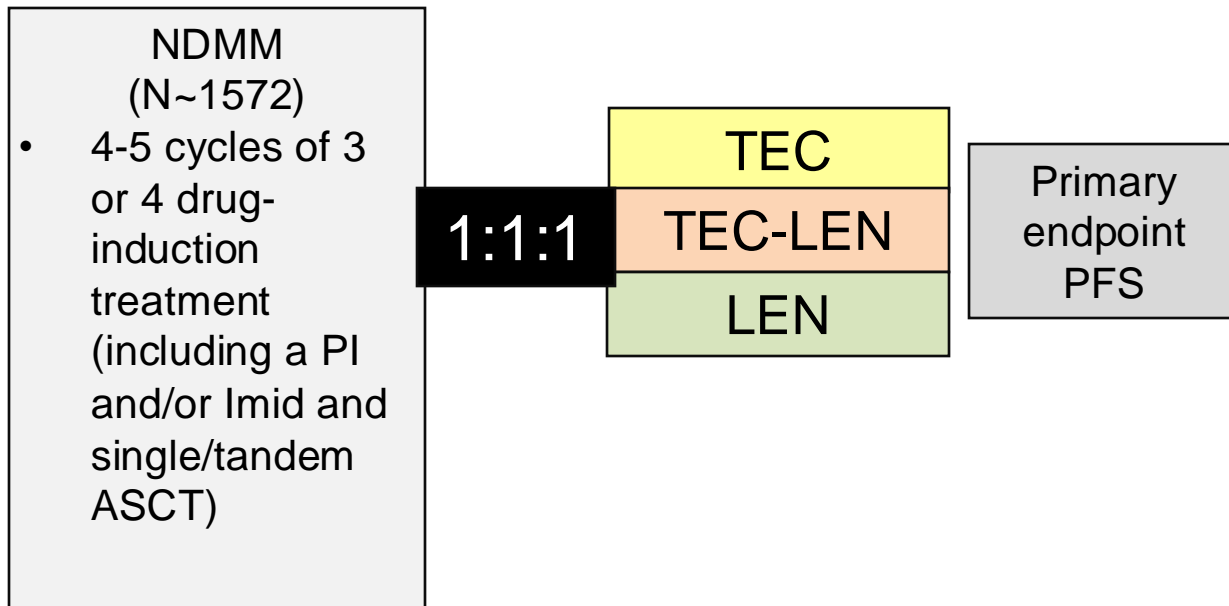 NDMM
(N~1572)
• 4-5 cycles of 3
or 4 drug-
induction
treatment
(including a PI
and/or Imid and
single/tandem
ASCT)
1:1:1
TEC
TEC-LEN
LEN
Primary
endpoint
PFS